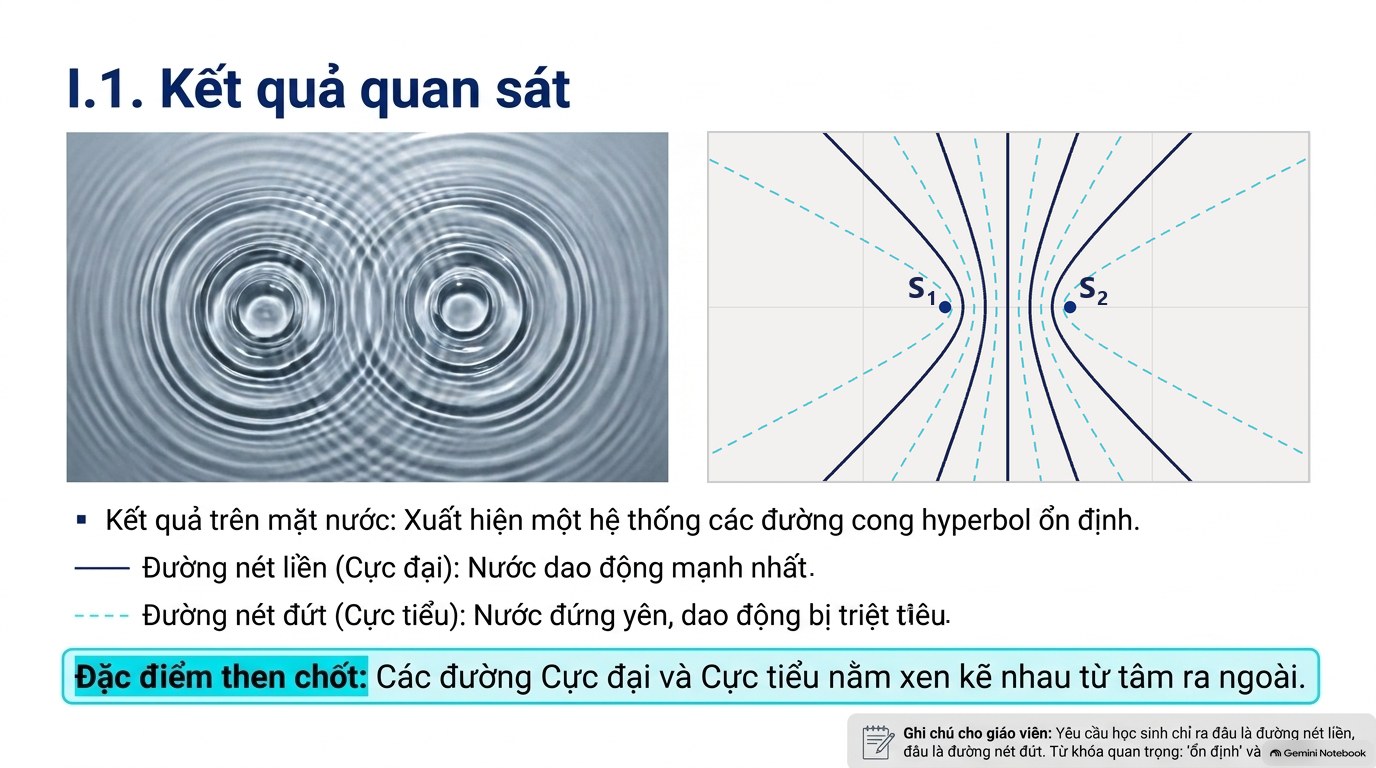 I.1. Kết quả quan sát
S1
S2
▪ Kết quả trên mặt nước: Xuất hiện một hệ thống các đường cong hyperbol ổn định.
Đường nét liền (Cực đại): Nước dao động mạnh nhất.
Đường nét đứt (Cực tiểu): Nước đứng yên, dao động bị triệt tiêu.
Đặc điểm then chốt: Các đường Cực đại và Cực tiểu nằm xen kẽ nhau từ tâm ra ngoài.
Ghi chú cho giáo viên: Yêu cầu học sinh chỉ ra đâu là đường nét liền,
đâu là đường nét đứt. Từ khóa quan trọng: 'ổn định' và
Gemini Notebook